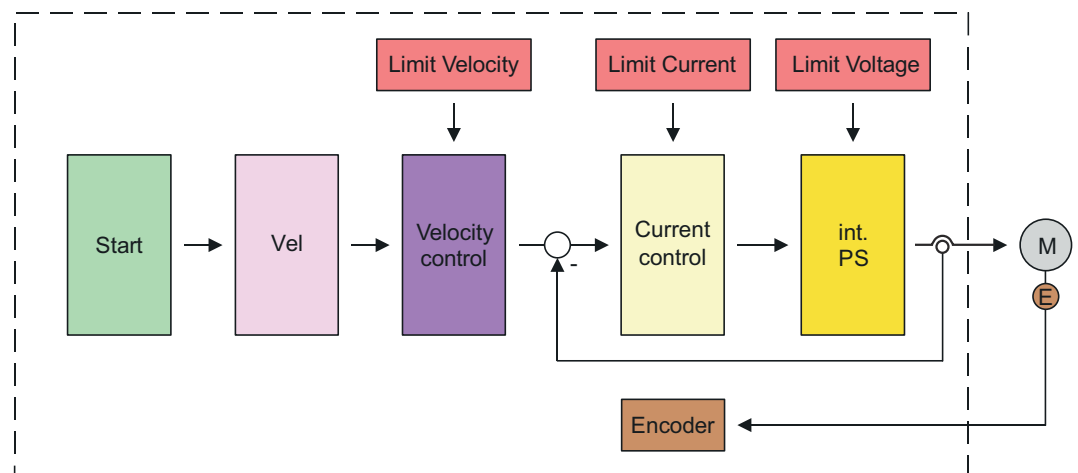 Limit Velocity
Limit Current
Limit Voltage
Start
Vel
Velocity
control
-
Current
control
int.
PS
M
E
Encoder